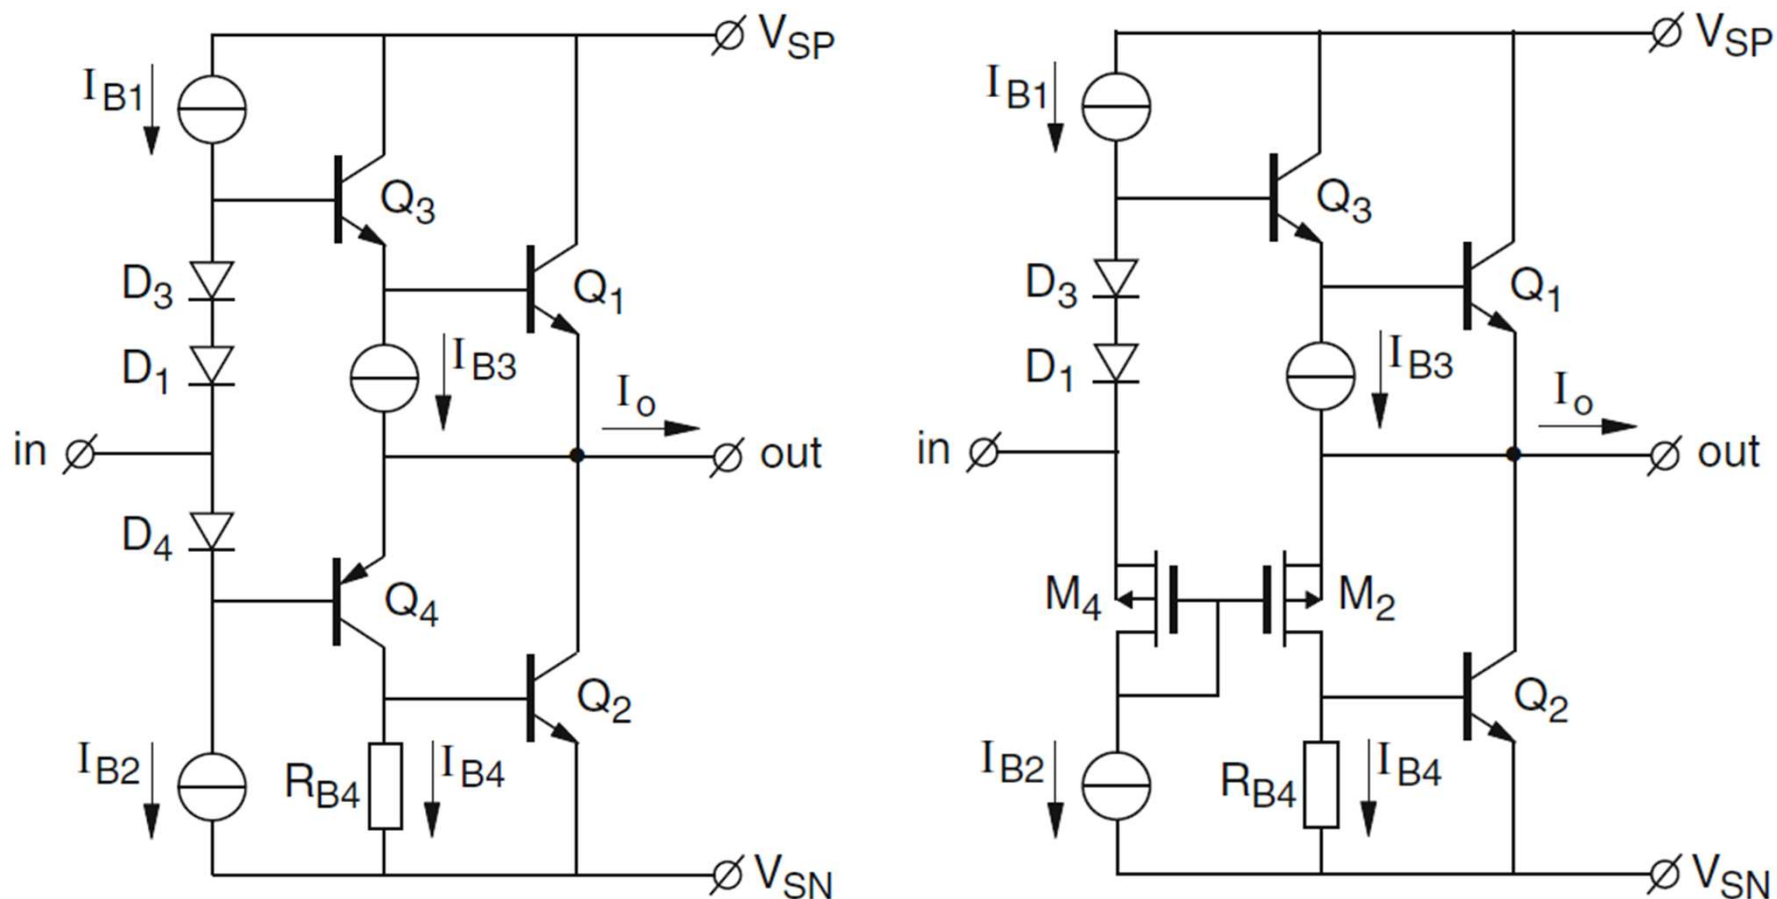 V_SP
I_B1
Q_3
D_3
Q_1
D_1
I_B3
I_o
in
out
D_4
Q_4
Q_2
I_B2
R_B4
I_B4
V_SN
V_SP
I_B1
Q_3
D_3
Q_1
D_1
I_B3
I_o
in
out
M_4
M_2
Q_2
I_B2
R_B4
I_B4
V_SN